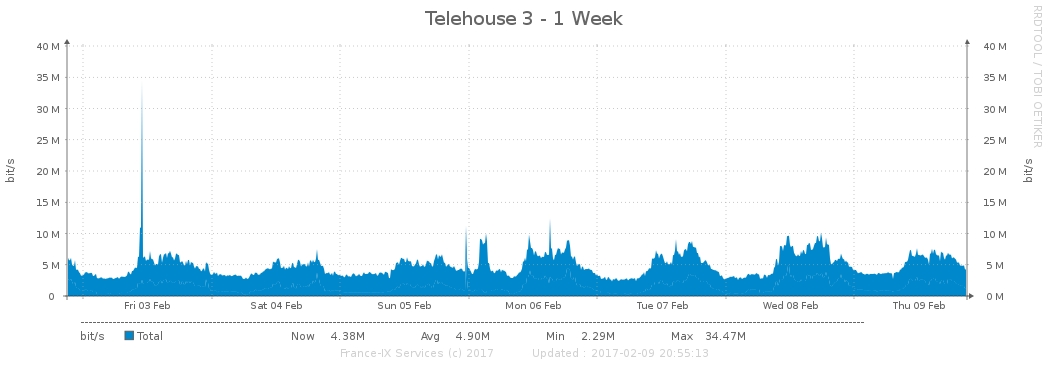 Telehouse 3 - 1 Week
RRDTOOL / TOBI OETIKER
bit/s
40 M 40 M
35 M 35 M
30 M 30 M
25 M 25 M
20 M 20 M
15 M 15 M
10 M 10 M
5 M 5 M
0 0 M
bit/s
Fri 03 Feb Sat 04 Feb Sun 05 Feb Mon 06 Feb Tue 07 Feb Wed 08 Feb Thu 09 Feb
bit/s Total Now 4.38M Avg 4.90M Min 2.29M Max 34.47M
France-IX Services (c) 2017 Updated : 2017-02-09 20:55:13